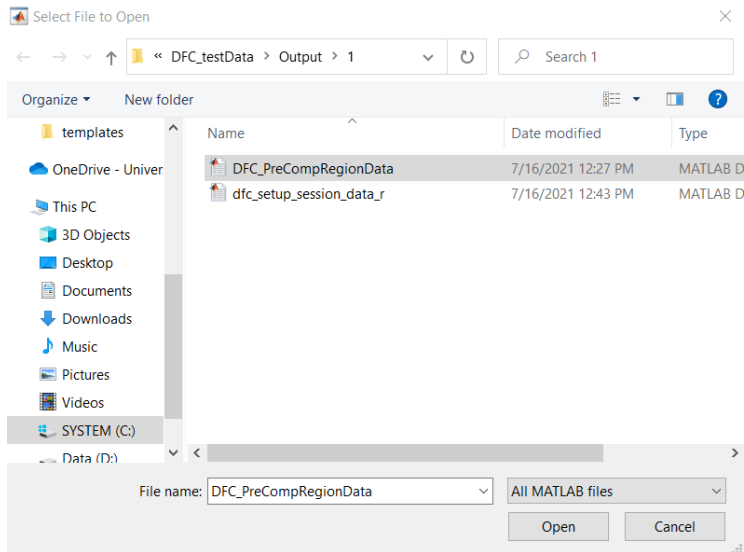 Select File to Open
« DFC_testData > Output > 1
Search 1
Organize
New folder
?
templates
OneDrive - Univer
This PC
3D Objects
Desktop
Documents
Downloads
Music
Pictures
Videos
SYSTEM (C:)
Data (D:)
Name Date modified Type
DFC_PreCompRegionData 7/16/2021 12:27 PM MATLAB D
dfc_setup_session_data_r 7/16/2021 12:43 PM MATLAB D
File name: DFC_PreCompRegionData
All MATLAB files
Open Cancel